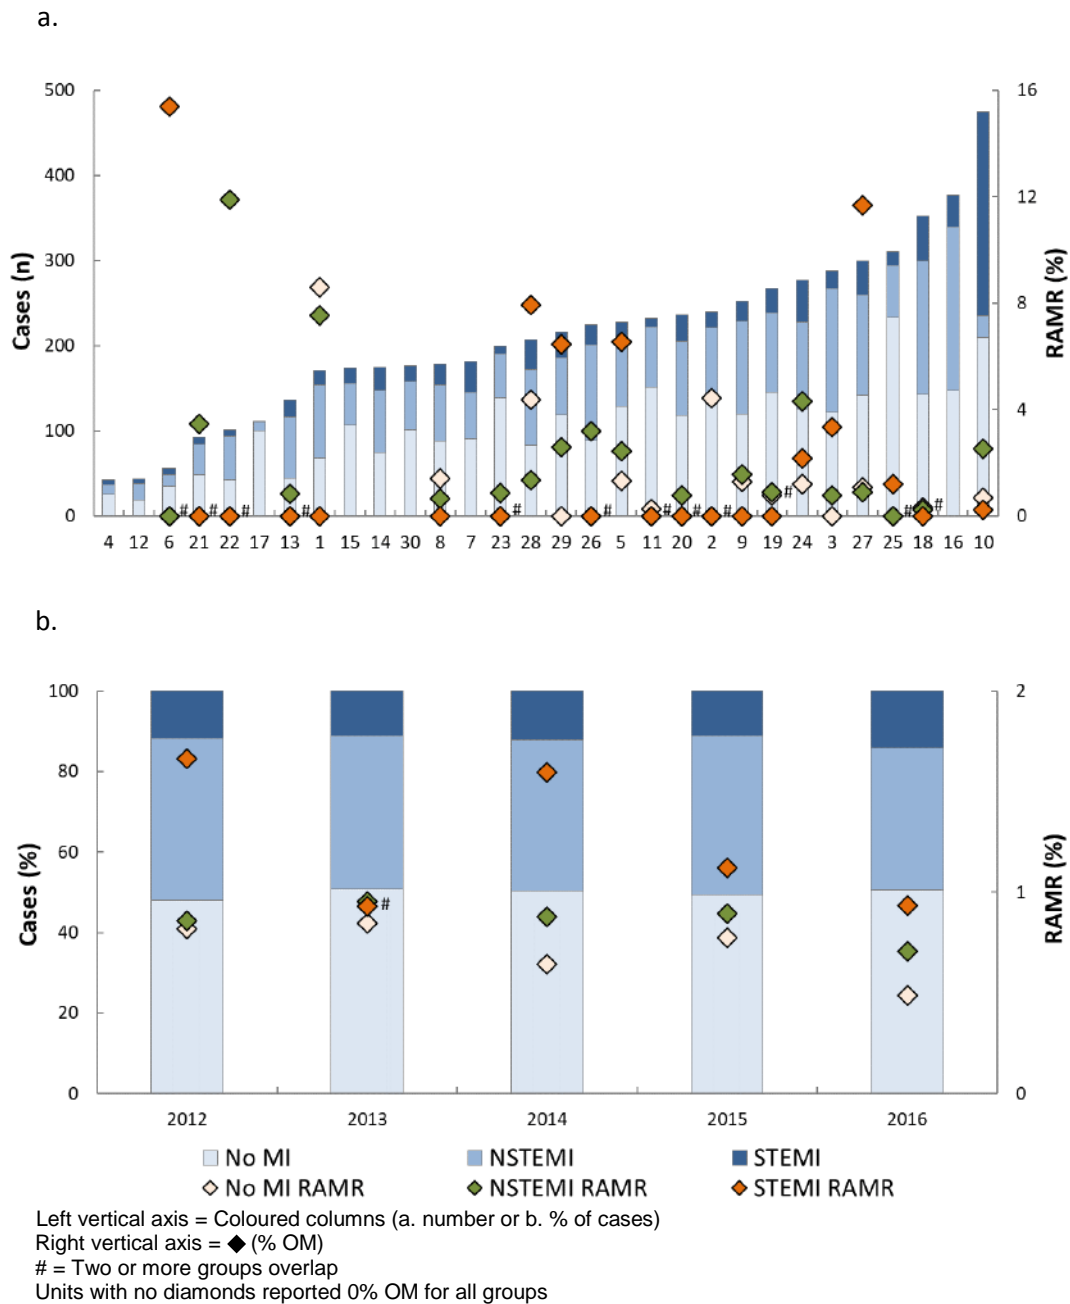 a.
500
400
300
200
100
0
Cases (n)
16
12
8
4
0
RAMR (%)
# # # # # # # # # # # # #
4 12 6 21 22 17 13 1 15 14 30 8 7 23 28 29 26 5 11 20 2 9 19 24 3 27 25 18 16 10
b.
100
80
60
40
20
0
Cases (%)
2
1
0
RAMR (%)
#
2012 2013 2014 2015 2016
No MI NSTEMI STEMI
No MI RAMR NSTEMI RAMR STEMI RAMR
Left vertical axis = Coloured columns (a. number or b. % of cases)
Right vertical axis = ◆ (% OM)
# = Two or more groups overlap
Units with no diamonds reported 0% OM for all groups